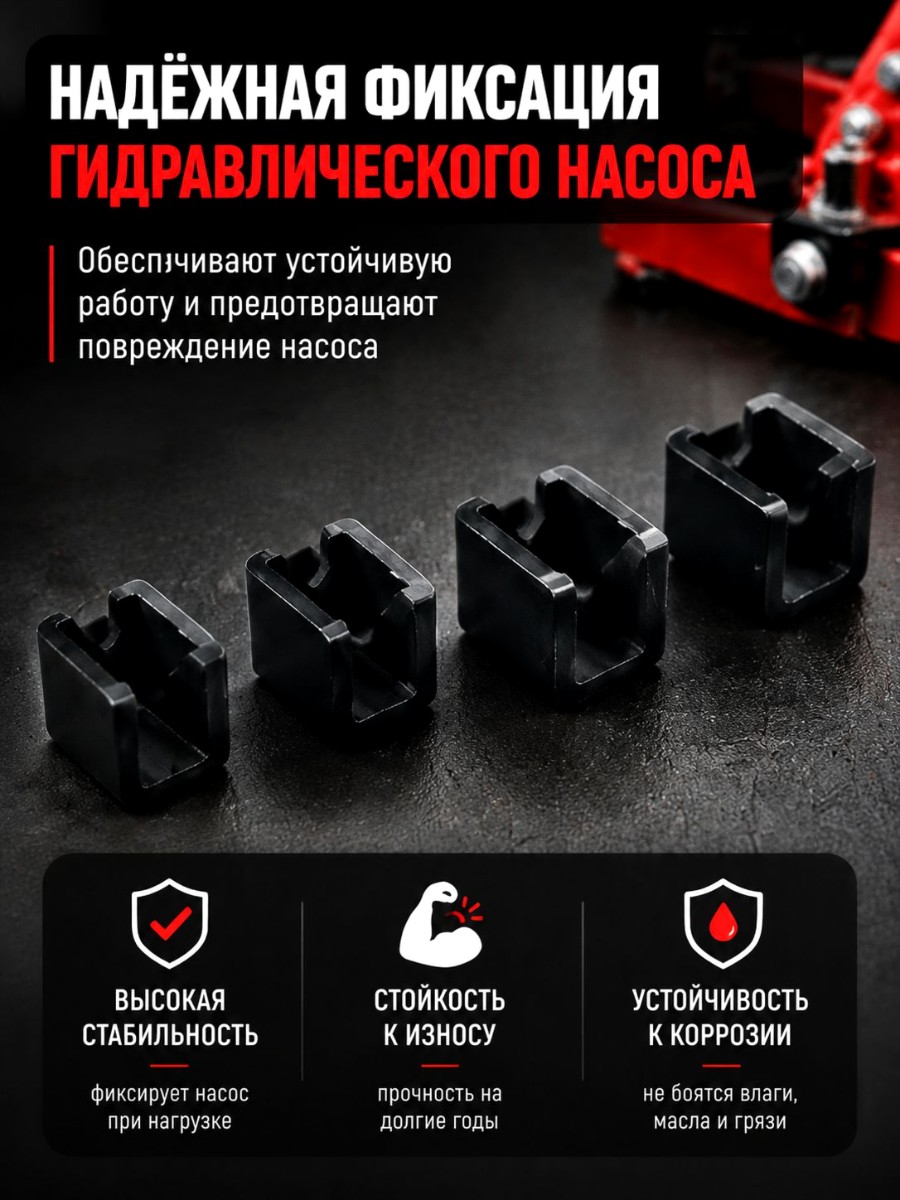 НАДЁЖНАЯ ФИКСАЦИЯ
ГИДРАВЛИЧЕСКОГО НАСОСА
устойчивую
работу и предотвращают
повреждение насоса
ВЫСОКАЯ
СТАБИЛЬНОСТЬ
фиксирует насос
при нагрузке
СТОЙКОСТЬ
К ИЗНОСУ
прочность на
долгие годы
УСТОЙЧИВОСТЬ
К КОРРОЗИИ
не боятся влаги,
масла и грязи